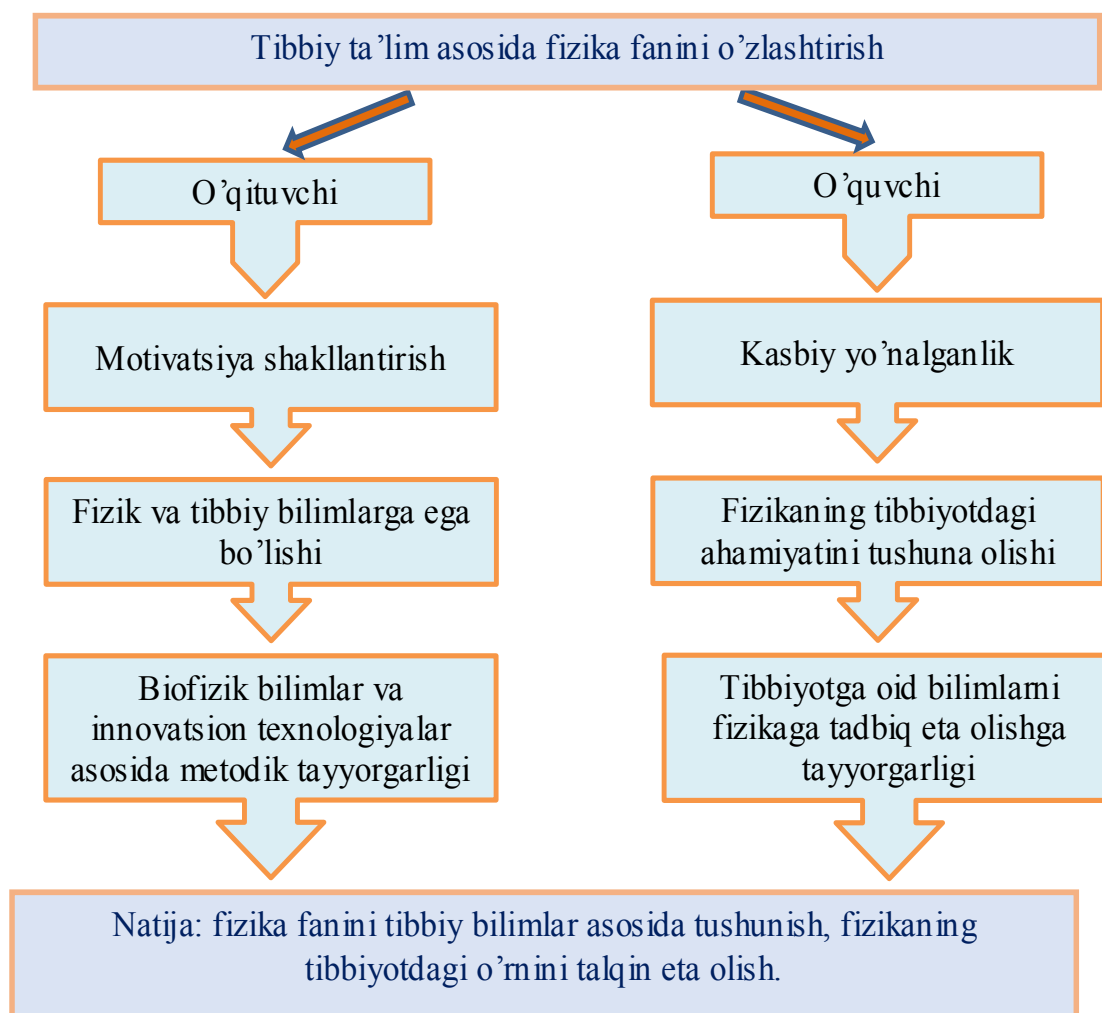 Tibbiy ta’lim asosida fizika fanini o’zlashtirish
O’qituvchi
O’quvchi
Motivatsiya shakllantirish
Kasbiy yo’nalganlik
Fizik va tibbiy bilimlarga ega
bo’lishi
Fizikaning tibbiyotdagi
ahamiyatini tushuna olishi
Biofizik bilimlar va
innovatsion texnologiyalar
asosida metodik tayyorgarligi
Tibbiyotga oid bilimlarni
fizikaga tadbiq eta olishga
tayyorgarligi
Natija: fizika fanini tibbiy bilimlar asosida tushunish, fizikaning
tibbiyotdagi o’rnini talqin eta olish.